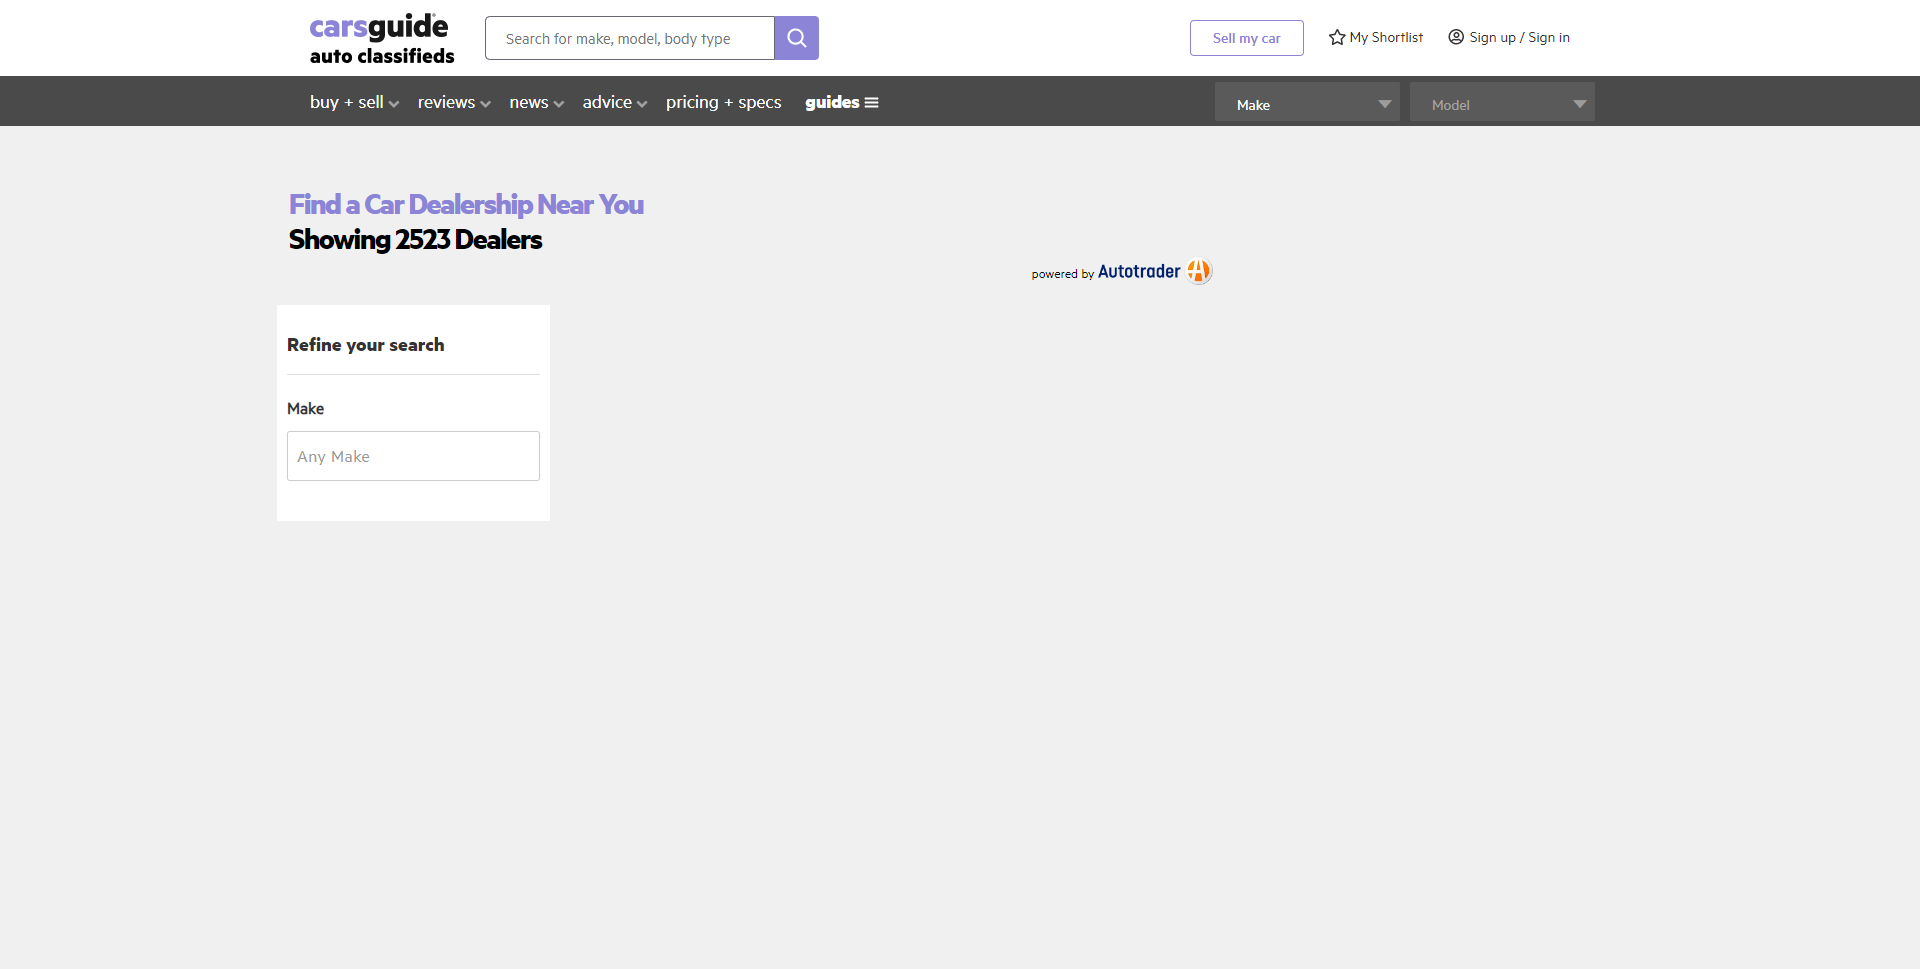 carsguide
auto classifieds
Search for make, model, body type
Sell my car
My Shortlist
Sign up / Sign in
buy + sell
reviews
news
advice
pricing + specs
guides
Make
Model
Find a Car Dealership Near You
Showing 2523 Dealers
powered by Autotrader
Refine your search
Make
Any Make